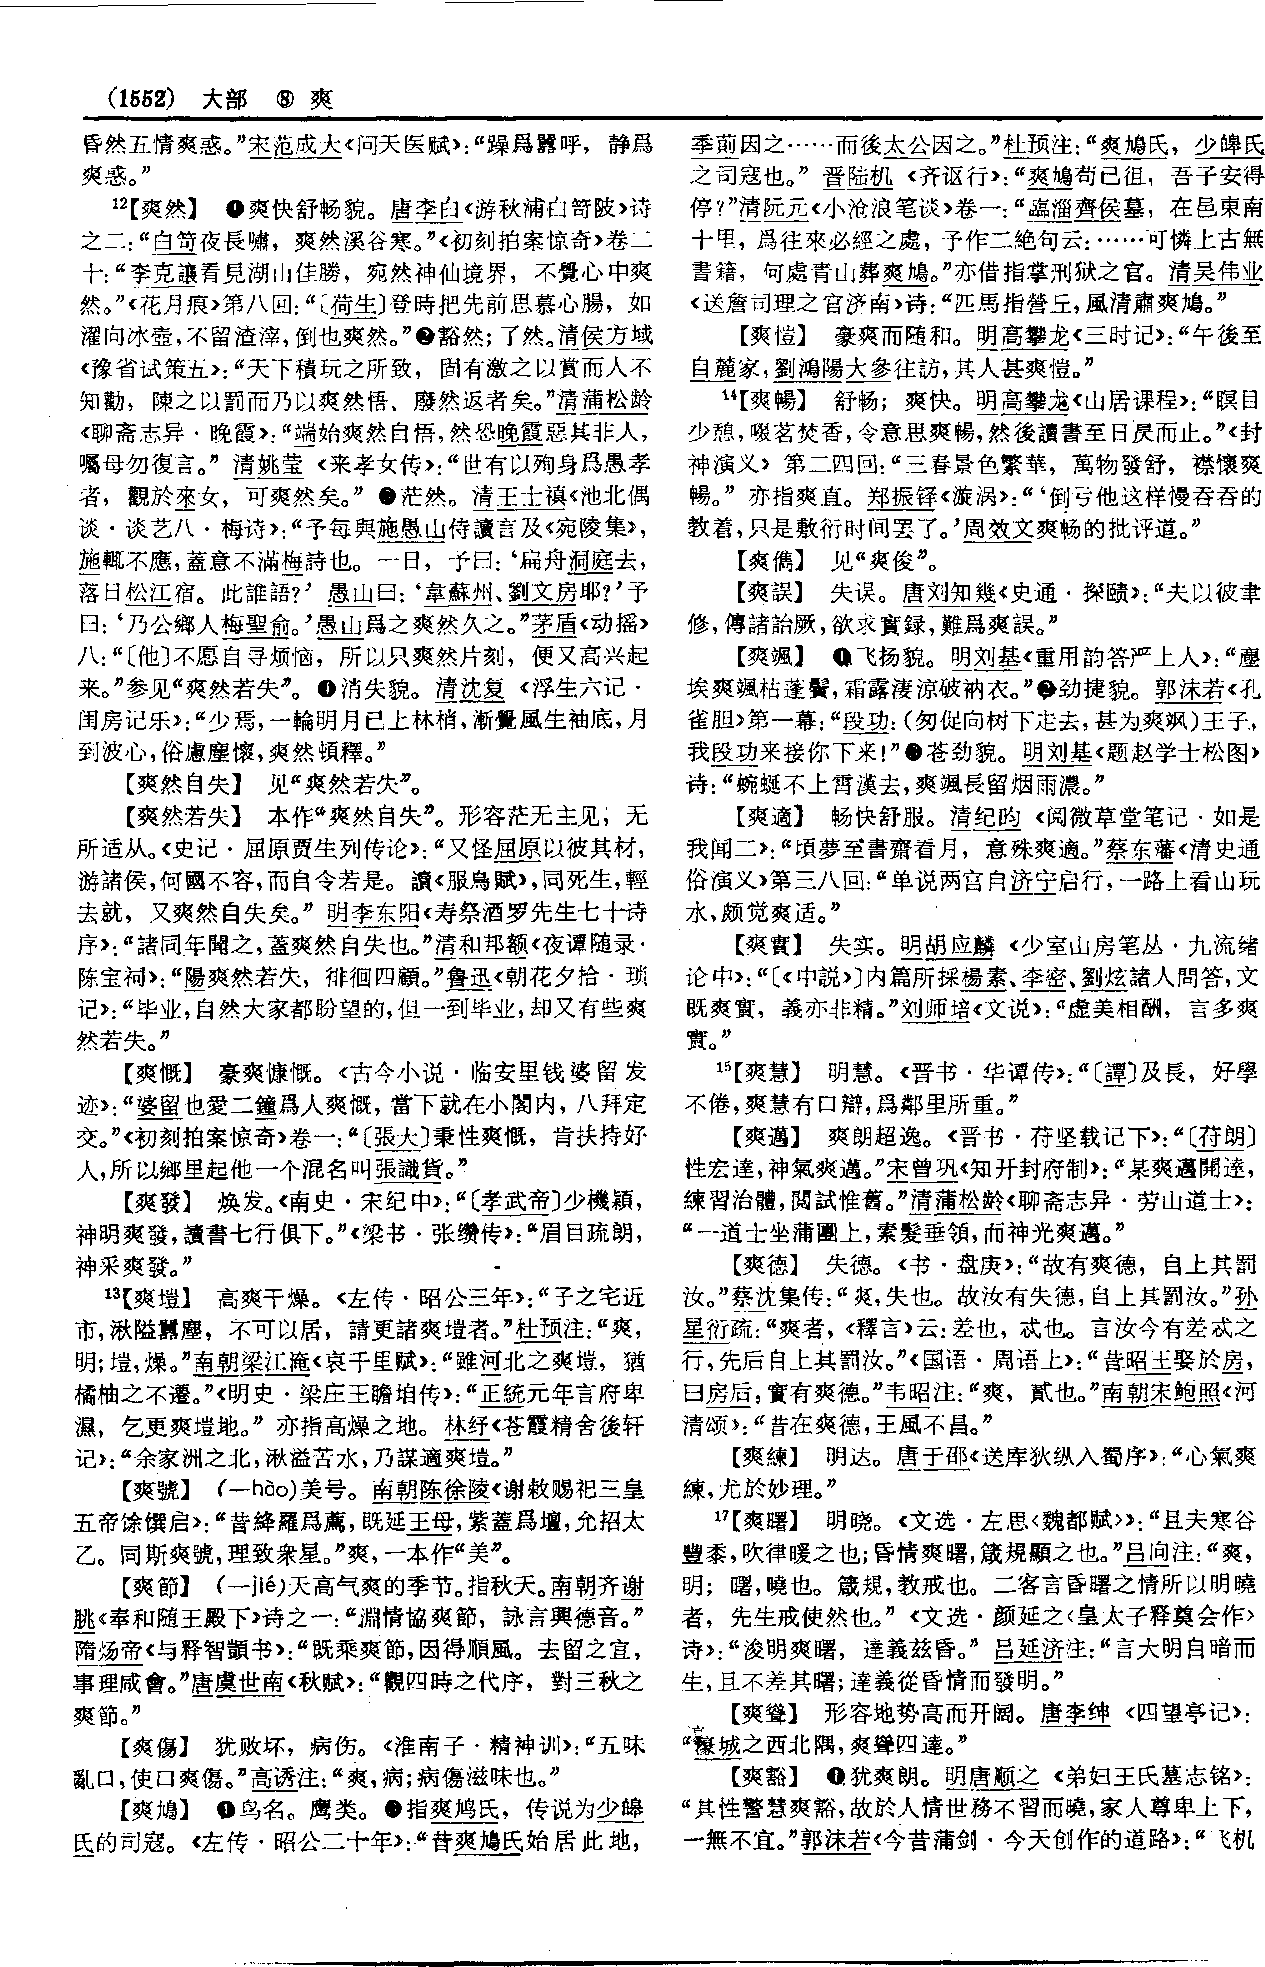 (1552) 大部 ⑧ 爽
昏然五情爽惑。”宋范成大《问天医赋》：“躁爲嚚呼，静爲
爽惑。”
12【爽然】 ❶爽快舒畅貌。唐李白《游秋浦白笴陂》诗
之二：“白笴夜長嘯，爽然溪谷寒。”《初刻拍案惊奇》卷二
十：“李克讓看見湖山佳勝，宛然神仙境界，不覺心中爽
然。”《花月痕》第八回：“〔荷生〕登時把先前思慕心腸，如
濯向冰壺，不留渣滓，倒也爽然。”❷豁然；了然。清侯方域
《豫省试策五》：“天下積玩之所致，固有激之以賞而人不
知勸，陳之以罰而乃以爽然悟、廢然返者矣。”清蒲松龄
《聊斋志异·晚霞》：“端始爽然自悟，然恐晚霞惡其非人，
囑母勿復言。”清姚莹《来孝女传》：“世有以殉身爲愚孝
者，觀於來女，可爽然矣。”❸茫然。清王士禛《池北偶
谈·谈艺八·梅诗》：“予每與施愚山侍讀言及《宛陵集》，
施輒不應，蓋意不滿梅詩也。一日，予曰：‘扁舟洞庭去，
落日松江宿。此誰語？’愚山曰：‘韋蘇州、劉文房耶？’予
曰：‘乃公鄉人梅聖俞。’愚山爲之爽然久之。”茅盾《动摇》
八：“〔他〕不愿自寻烦恼，所以只爽然片刻，便又高兴起
来。”参见“爽然若失”。❹消失貌。清沈复《浮生六记·
闺房记乐》：“少焉，一輪明月已上林梢，漸覺風生袖底，月
到波心，俗慮塵懷，爽然頓釋。”
【爽然自失】 见“爽然若失”。
【爽然若失】 本作“爽然自失”。形容茫无主见，无
所适从。《史记·屈原贾生列传论》：“又怪屈原以彼其材，
游諸侯，何國不容，而自令若是。讀《服鳥賦》，同死生，輕
去就，又爽然自失矣。”明李东阳《寿祭酒罗先生七十诗
序》：“諸同年聞之，蓋爽然自失也。”清和邦额《夜谭随录·
陈宝祠》：“陽爽然若失，徘徊四顧。”鲁迅《朝花夕拾·琐
记》：“毕业，自然大家都盼望的，但一到毕业，却又有些爽
然若失。”
【爽慨】 豪爽慷慨。《古今小说·临安里钱婆留发
迹》：“婆留也愛二鐘爲人爽慨，當下就在小閣内，八拜定
交。”《初刻拍案惊奇》卷一：“〔張大〕秉性爽慨，肯扶持好
人，所以鄉里起他一个混名叫張識貨。”
【爽發】 焕发。《南史·宋纪中》：“〔孝武帝〕少機穎，
神明爽發，讀書七行俱下。”《梁书·张缵传》：“眉目疏朗，
神采爽發。”
13【爽塏】 高爽干燥。《左传·昭公三年》：“子之宅近
市，湫隘嚚塵，不可以居，請更諸爽塏者。”杜预注：“爽，
明；塏，燥。”南朝梁江淹《哀千里赋》：“雖河北之爽塏，猶
橘柚之不遷。”《明史·梁庄王瞻垍传》：“正統元年言府卑
濕，乞更爽塏地。”亦指高燥之地。林纾《苍霞精舍後轩
记》：“余家洲之北，湫溢苦水，乃謀適爽塏。”
【爽號】 (—hào)美号。南朝陈徐陵《谢敕赐祀三皇
五帝馀馔启》：“昔絳羅爲薦，既延王母，紫蓋爲壇，允招太
乙。同斯爽號，理致衆星。”爽，一本作“美”。
【爽節】 (—jié)天高气爽的季节。指秋天。南朝齐谢
朓《奉和随王殿下》诗之一：“淵情協爽節，詠言興德音。”
隋炀帝《与释智顗书》：“既乘爽節，因得順風。去留之宜，
事理咸會。”唐虞世南《秋赋》：“觀四時之代序，對三秋之
爽節。”
【爽傷】 犹败坏，病伤。《淮南子·精神训》：“五味
亂口，使口爽傷。”高诱注：“爽，病；病傷滋味也。”
【爽鳩】 ❶鸟名。鹰类。❷指爽鸠氏，传说为少皞
氏的司寇。《左传·昭公二十年》：“昔爽鳩氏始居此地，
季萴因之……而後太公因之。”杜预注：“爽鳩氏，少皞氏
之司寇也。”晋陆机《齐讴行》：“爽鳩苟已徂，吾子安得
停？”清阮元《小沧浪笔谈》卷一：“臨淄齊侯墓，在邑東南
十里，爲往來必經之處，予作二絶句云：……可憐上古無
書籍，何處青山葬爽鳩。”亦借指掌刑狱之官。清吴伟业
《送詹司理之官济南》诗：“匹馬指營丘，風清肅爽鳩。”
【爽愷】 豪爽而随和。明高攀龙《三时记》：“午後至
自麓家，劉鴻陽大參往訪，其人甚爽愷。”
14【爽暢】 舒畅；爽快。明高攀龙《山居课程》：“瞑目
少憩，啜茗焚香，令意思爽暢，然後讀書至日昃而止。”《封
神演义》第二四回：“三春景色繁華，萬物發舒，襟懷爽
暢。”亦指爽直。郑振铎《漩涡》：“‘倒亏他这样慢吞吞的
教着，只是敷衍时间罢了。’周效文爽畅的批评道。”
【爽儁】 见“爽俊”。
【爽誤】 失误。唐刘知幾《史通·探賾》：“夫以彼聿
修，傳諸詒厥，欲求實録，難爲爽誤。”
【爽颯】 ❶飞扬貌。明刘基《重用韵答严上人》：“塵
埃爽颯枯蓬鬢，霜露凄凉破衲衣。”❷劲捷貌。郭沫若《孔
雀胆》第一幕：“段功：（匆促向树下走去，甚为爽飒）王子，
我段功来接你下来！”❸苍劲貌。明刘基《题赵学士松图》
诗：“蜿蜒不上霄漢去，爽颯長留烟雨濃。”
【爽適】 畅快舒服。清纪昀《阅微草堂笔记·如是
我闻二》：“頃夢至書齋看月，意殊爽適。”蔡东藩《清史通
俗演义》第三八回：“单说两宫自济宁启行，一路上看山玩
水，颇觉爽适。”
【爽實】 失实。明胡应麟《少室山房笔丛·九流绪
论中》：“〔《中説》〕内篇所採楊素、李密、劉炫諸人問答，文
既爽實，義亦非精。”刘师培《文说》：“虚美相酬，言多爽
實。”
15【爽慧】 明慧。《晋书·华谭传》：“〔譚〕及長，好學
不倦，爽慧有口辯，爲鄰里所重。”
【爽邁】 爽朗超逸。《晋书·苻坚载记下》：“〔苻朗〕
性宏達，神氣爽邁。”宋曾巩《知开封府制》：“某爽邁開達，
練習治體，閲試惟舊。”清蒲松龄《聊斋志异·劳山道士》：
“一道士坐蒲團上，素髮垂領，而神光爽邁。”
【爽德】 失德。《书·盘庚》：“故有爽德，自上其罰
汝。”蔡沈集传：“爽，失也。故汝有失德，自上其罰汝。”孙
星衍疏：“爽者，《釋言》云：差也，忒也。言汝今有差忒之
行，先后自上其罰汝。”《国语·周语上》：“昔昭王娶於房，
曰房后，實有爽德。”韦昭注：“爽，貳也。”南朝宋鲍照《河
清颂》：“昔在爽德，王風不昌。”
【爽練】 明达。唐于邵《送库狄纵入蜀序》：“心氣爽
練，尤於妙理。”
17【爽曙】 明晓。《文选·左思〈魏都赋〉》：“且夫寒谷
豐黍，吹律暖之也；昏情爽曙，箴規顯之也。”吕向注：“爽，
明；曙，曉也。箴規，教戒也。二客言昏曙之情所以明曉
者，先生戒使然也。”《文选·颜延之〈皇太子释奠会作〉
诗》：“浚明爽曙，達義兹昏。”吕延济注：“言大明自暗而
生，且不差其曙；達義從昏情而發明。”
【爽聳】 形容地势高而开阔。唐李绅《四望亭记》：
“濠城之西北隅，爽聳四達。”
【爽豁】 ❶犹爽朗。明唐顺之《弟妇王氏墓志铭》：
“其性警慧爽豁，故於人情世務不習而曉，家人尊卑上下，
一無不宜。”郭沫若《今昔蒲剑·今天创作的道路》：“飞机